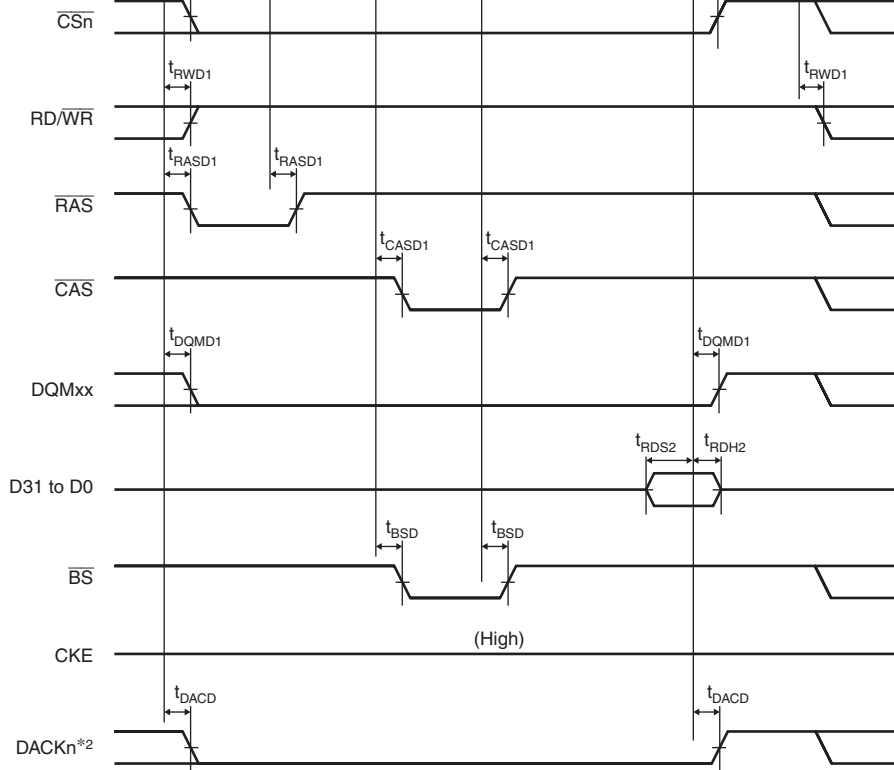 CSn
tRWD1 tRWD1
RD/WR
tRASD1 tRASD1
RAS
tCASD1 tCASD1
CAS
tDQMD1 tDQMD1
DQMxx
tRDS2 tRDH2
D31 to D0
tBSD tBSD
BS
(High)
CKE
tDACD tDACD
DACKn*2